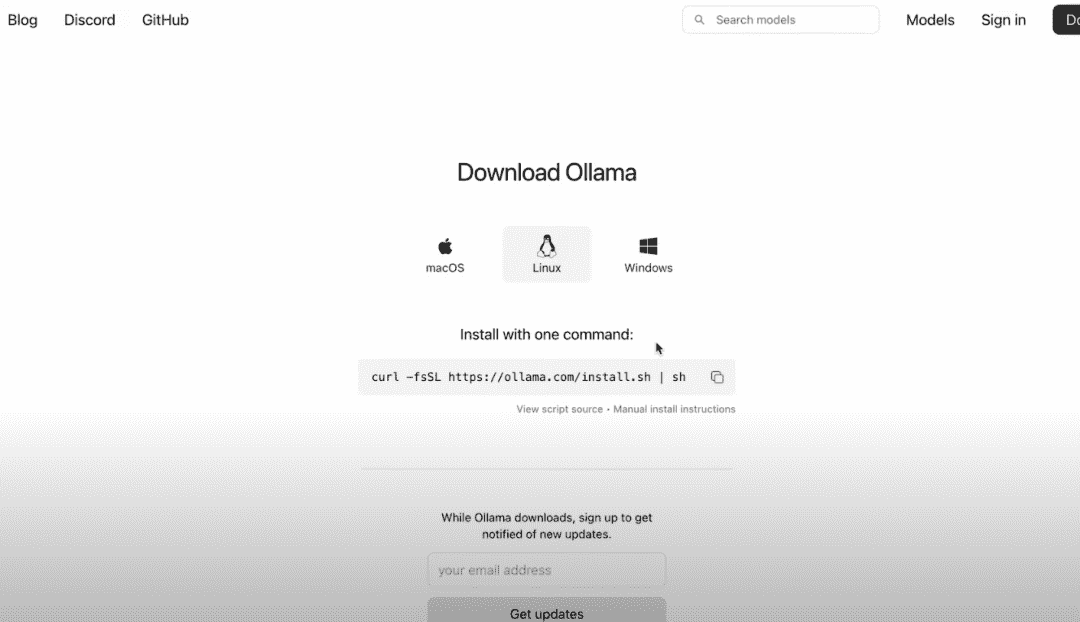 Blog Discord GitHub Search models Models Sign in
Download Ollama
macOS Linux Windows
Install with one command:
curl -fsSL https://ollama.com/install.sh | sh
View script source • Manual install instructions
While Ollama downloads, sign up to get
notified of new updates.
your email address
Get updates